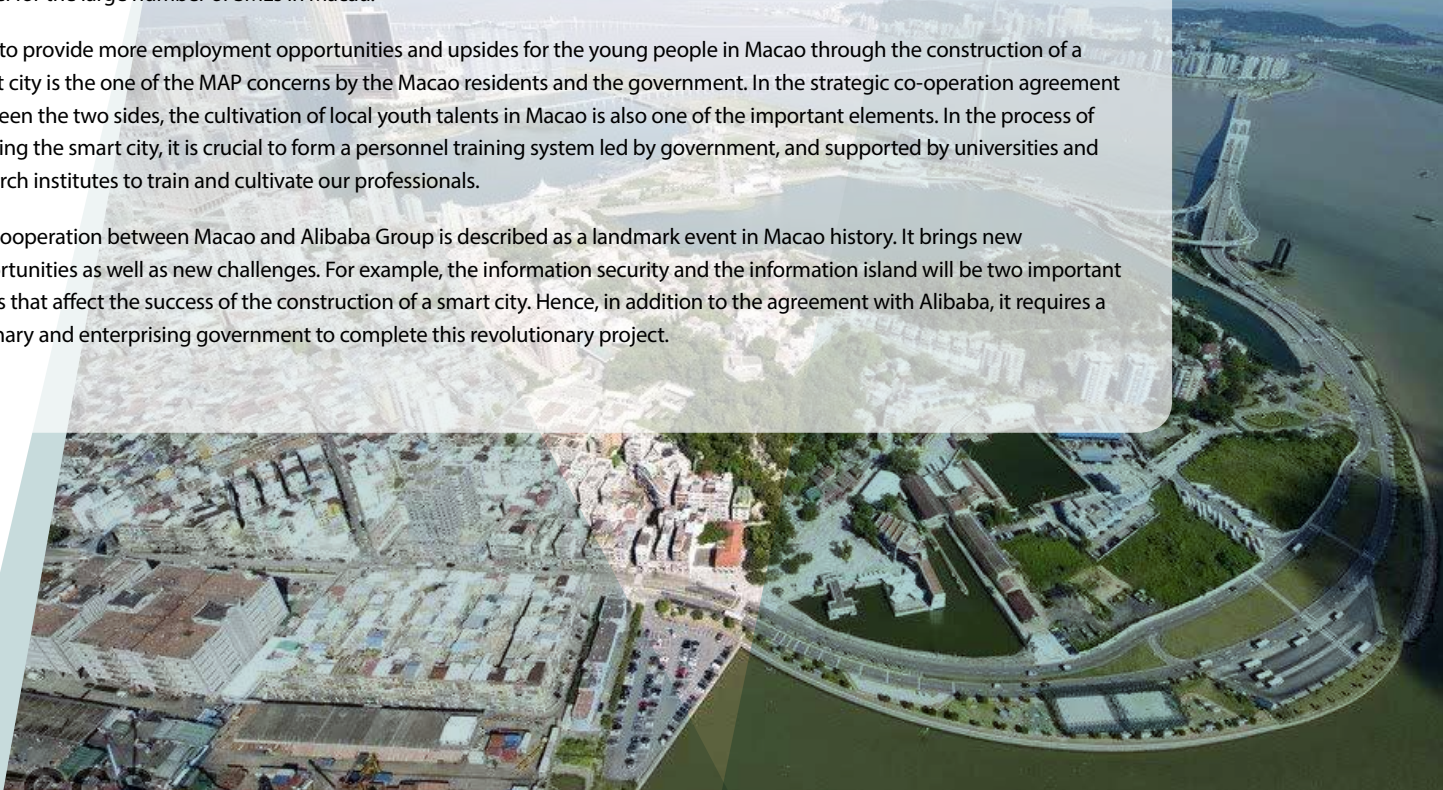 for the large number of SMEs in Macau.
to provide more employment opportunities and upsides for the young people in Macao through the construction of a
city is the one of the MAP concerns by the Macao residents and the government. In the strategic co-operation agreement
een the two sides, the cultivation of local youth talents in Macao is also one of the important elements. In the process of
ing the smart city, it is crucial to form a personnel training system led by government, and supported by universities and
rch institutes to train and cultivate our professionals.
ooperation between Macao and Alibaba Group is described as a landmark event in Macao history. It brings new
rtunities as well as new challenges. For example, the information security and the information island will be two important
s that affect the success of the construction of a smart city. Hence, in addition to the agreement with Alibaba, it requires a
nary and enterprising government to complete this revolutionary project.